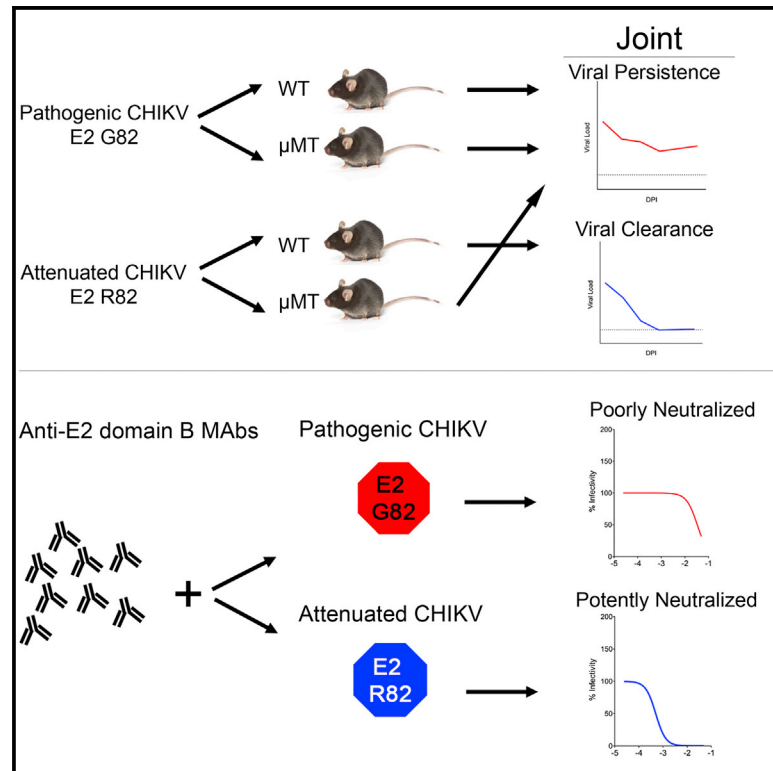 Joint
Viral Persistence
Pathogenic CHIKV
E2 G82
WT
μMT
Viral Load
DPI
Attenuated CHIKV
E2 R82
WT
μMT
Viral Clearance
Viral Load
DPI
Anti-E2 domain B MAbs
+
Pathogenic CHIKV
E2
G82
Poorly Neutralized
% Infectivity
200
150
100
50
0
-5 -4 -3 -2 -1
Attenuated CHIKV
E2
R82
Potently Neutralized
% Infectivity
200
150
100
50
0
-5 -4 -3 -2 -1